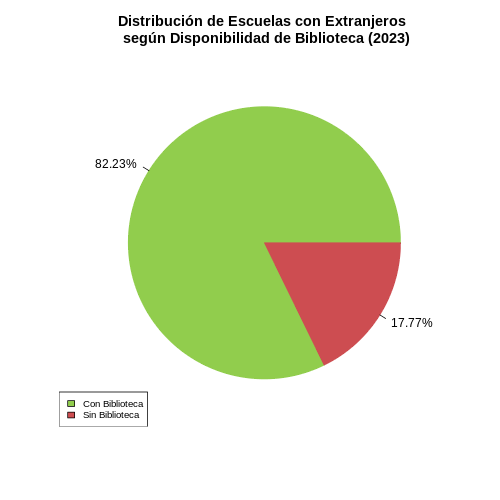 Distribución de Escuelas con Extranjeros
según Disponibilidad de Biblioteca (2023)
82.23%
17.77%
Con Biblioteca
Sin Biblioteca